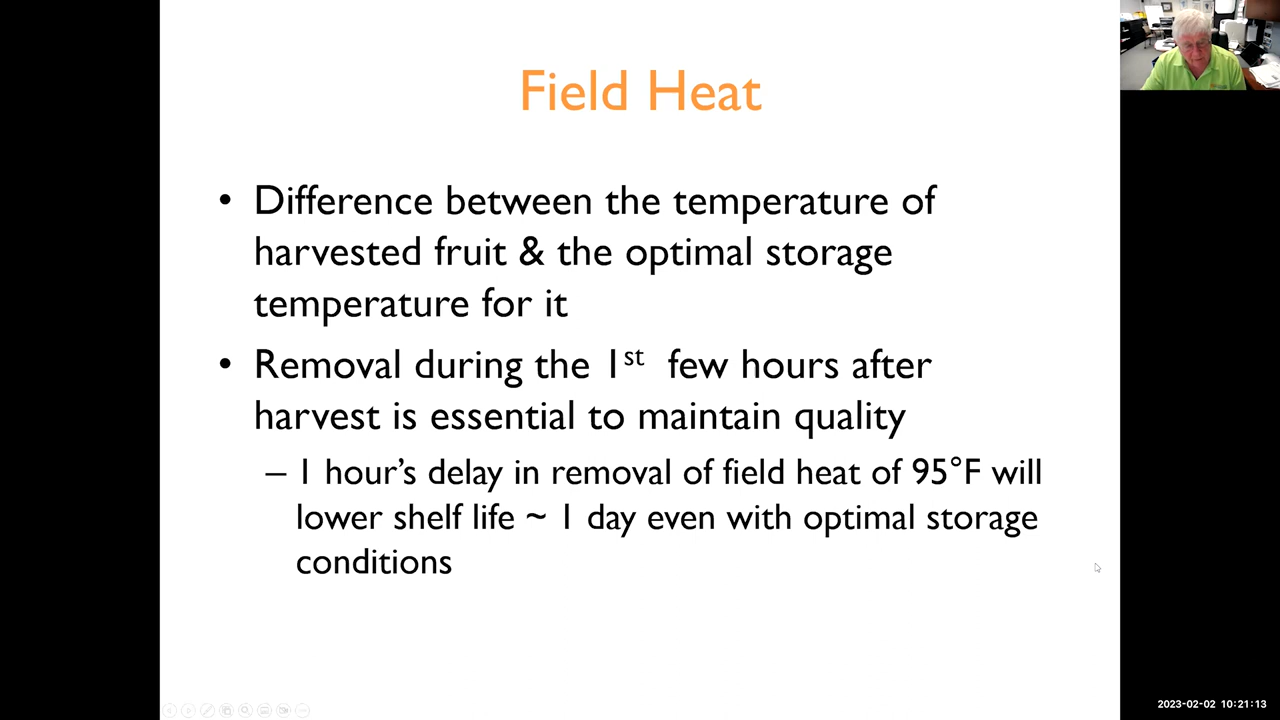 Field Heat
• Difference between the temperature of
harvested fruit & the optimal storage
temperature for it
• Removal during the 1st few hours after
harvest is essential to maintain quality
– 1 hour's delay in removal of field heat of 95°F will
lower shelf life ~ 1 day even with optimal storage
conditions
2023-02-02 10:21:13